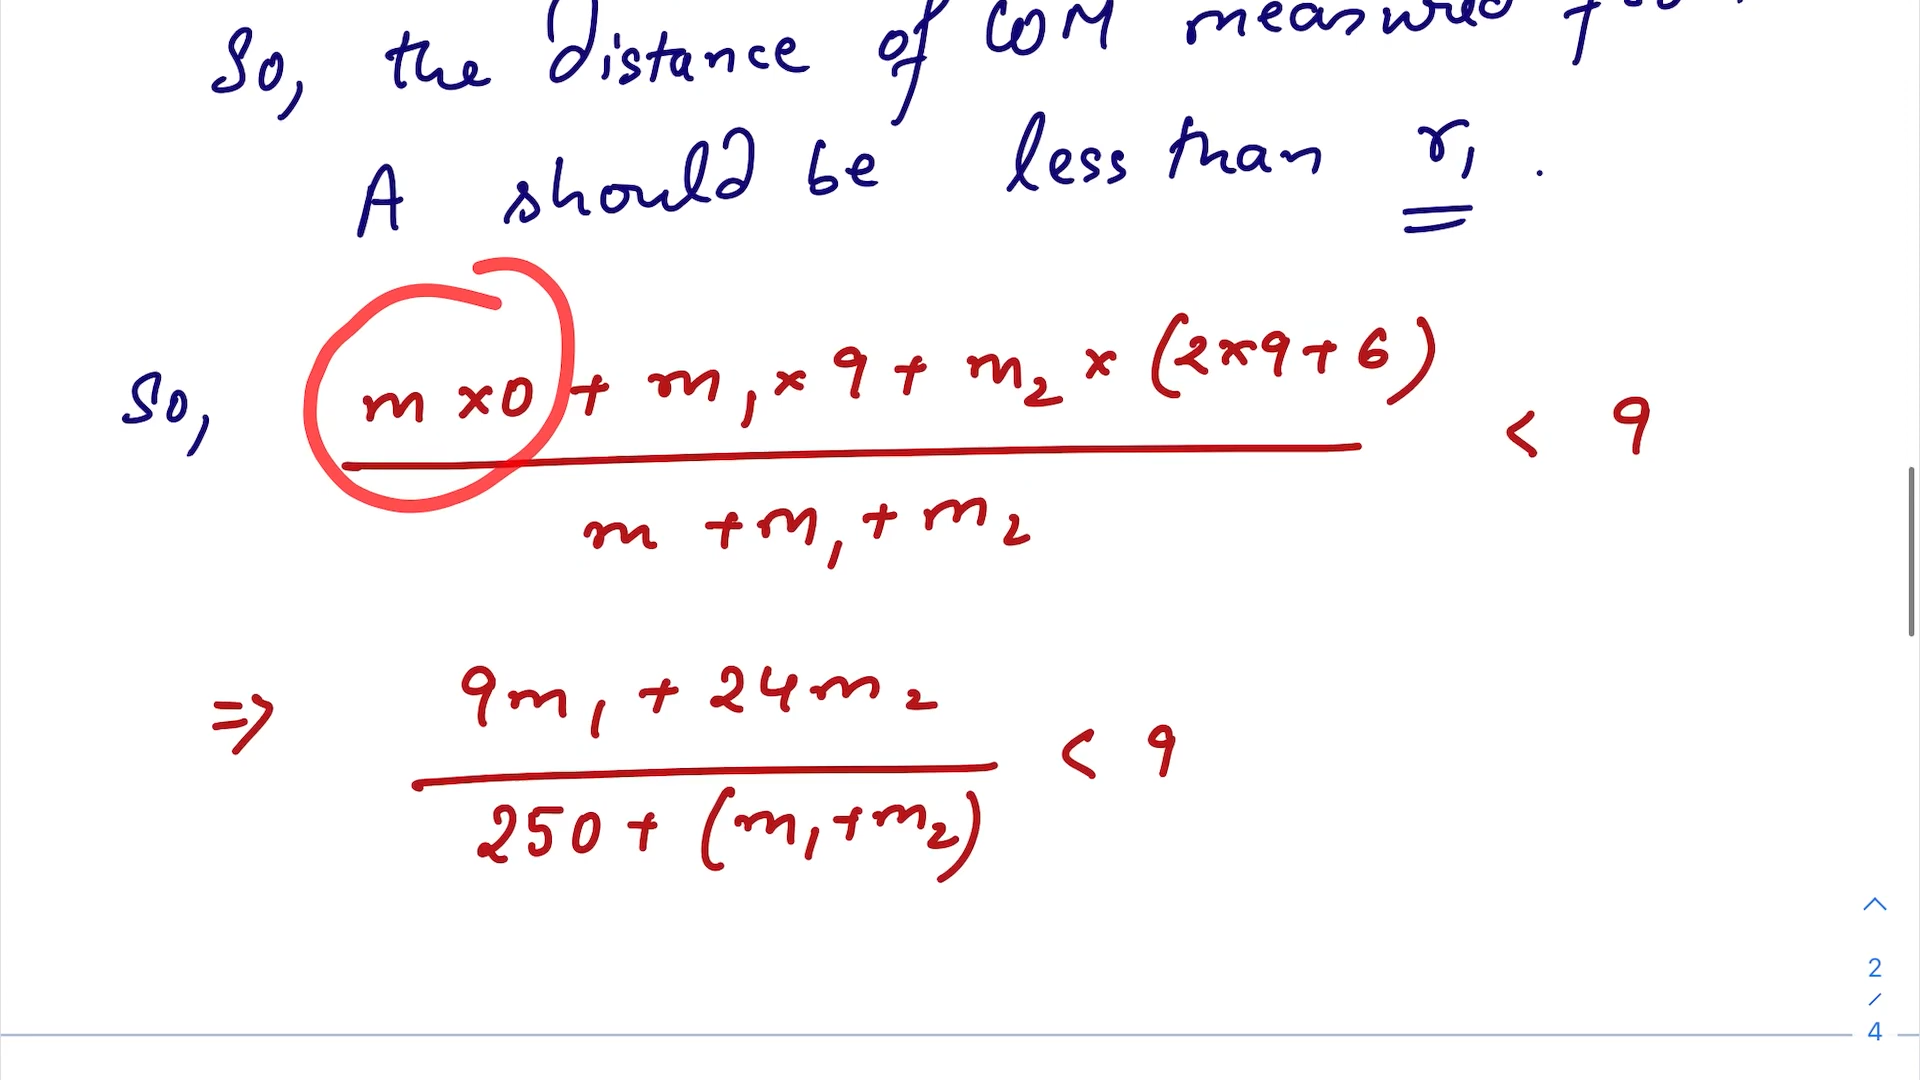 So, the distance of COM measured
A should be less than r₁ .
So, m × 0 + m₁ × 9 + m₂ × (2 × 9 + 6) < 9
m + m₁ + m₂
⇒ 9m₁ + 24m₂ < 9
250 + (m₁ + m₂)
2
/
4